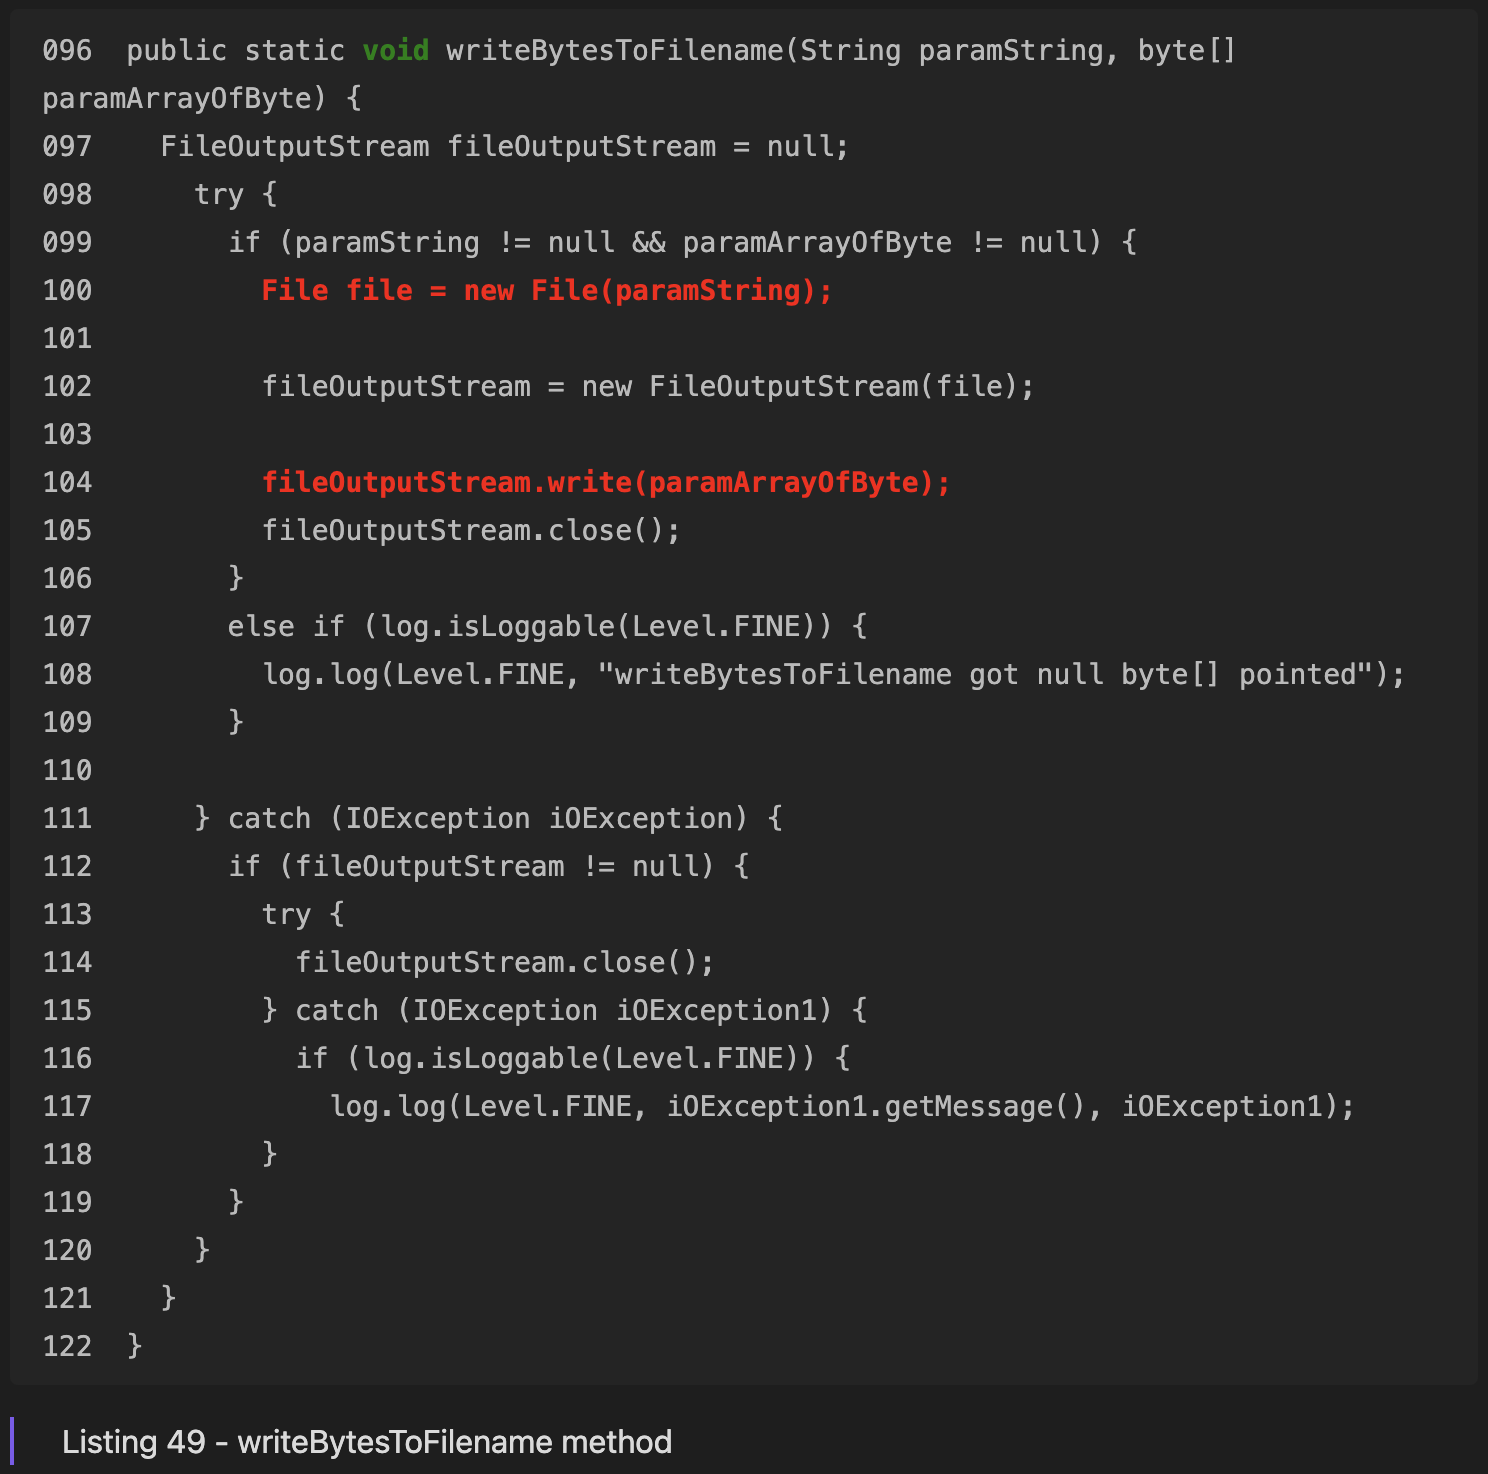 096  public static void writeBytesToFilename(String paramString, byte[]
paramArrayOfByte) {
097    FileOutputStream fileOutputStream = null;
098      try {
099        if (paramString != null && paramArrayOfByte != null) {
100          File file = new File(paramString);
101
102          fileOutputStream = new FileOutputStream(file);
103
104          fileOutputStream.write(paramArrayOfByte);
105          fileOutputStream.close();
106        }
107        else if (log.isLoggable(Level.FINE)) {
108          log.log(Level.FINE, "writeBytesToFilename got null byte[] pointed");
109        }
110
111      } catch (IOException iOException) {
112        if (fileOutputStream != null) {
113          try {
114            fileOutputStream.close();
115          } catch (IOException iOException1) {
116            if (log.isLoggable(Level.FINE)) {
117              log.log(Level.FINE, iOException1.getMessage(), iOException1);
118          }
119        }
120      }
121    }
122  }
Listing 49 - writeBytesToFilename method